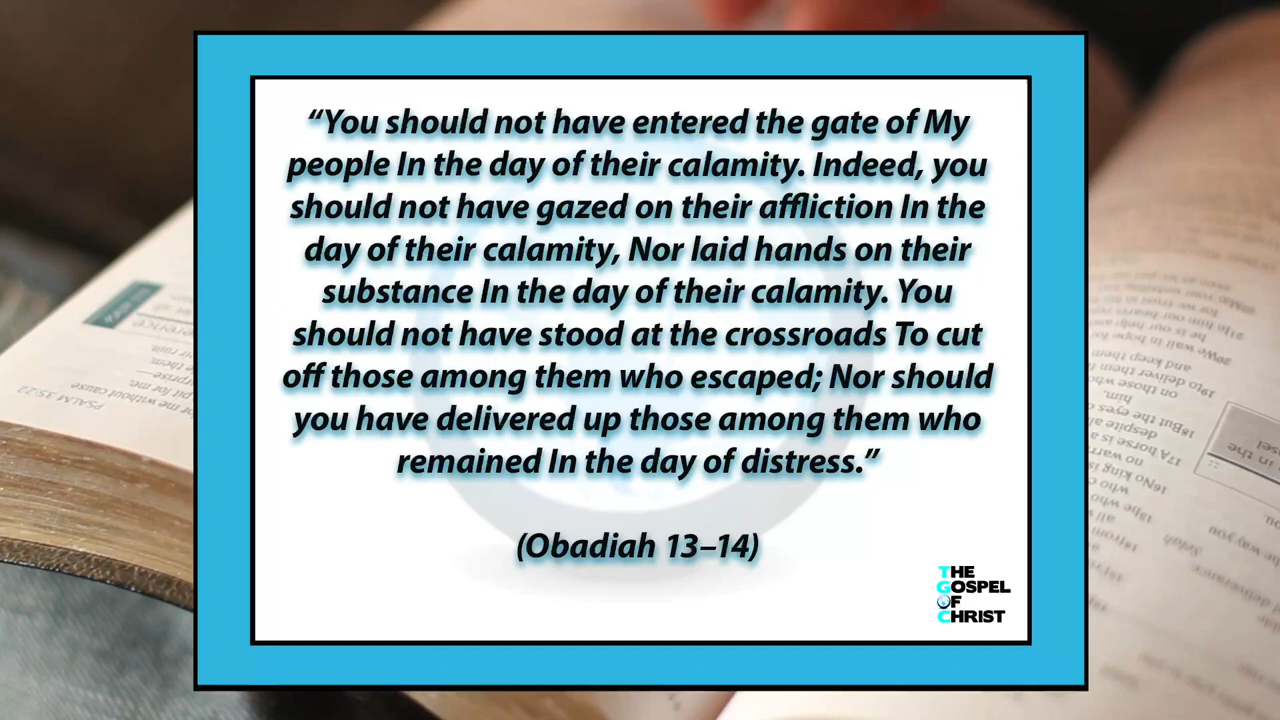 “You should not have entered the gate of My
people In the day of their calamity. Indeed, you
should not have gazed on their affliction In the
day of their calamity, Nor laid hands on their
substance In the day of their calamity. You
should not have stood at the crossroads To cut
off those among them who escaped; Nor should
you have delivered up those among them who
remained In the day of distress.”
(Obadiah 13–14)
THE
GOSPEL
OF
CHRIST
PSALM 35:22